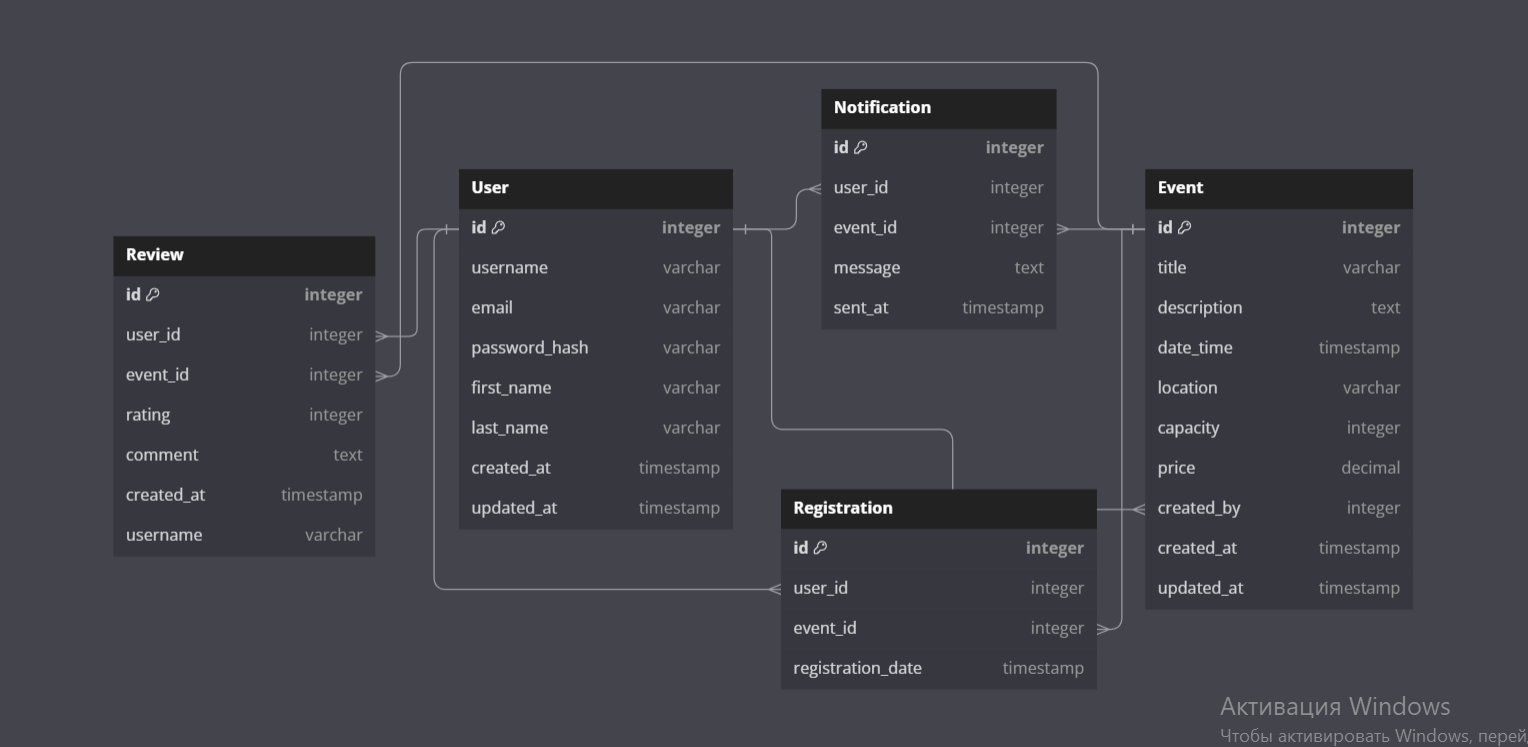 Notification
id integer
user_id integer
event_id integer
message text
sent_at timestamp
User
id integer
username varchar
email varchar
password_hash varchar
first_name varchar
last_name varchar
created_at timestamp
updated_at timestamp
Event
id integer
title varchar
description text
date_time timestamp
location varchar
capacity integer
price decimal
created_by integer
created_at timestamp
updated_at timestamp
Review
id integer
user_id integer
event_id integer
rating integer
comment text
created_at timestamp
username varchar
Registration
id integer
user_id integer
event_id integer
registration_date timestamp
Активация Windows
Чтобы активировать Windows, перей